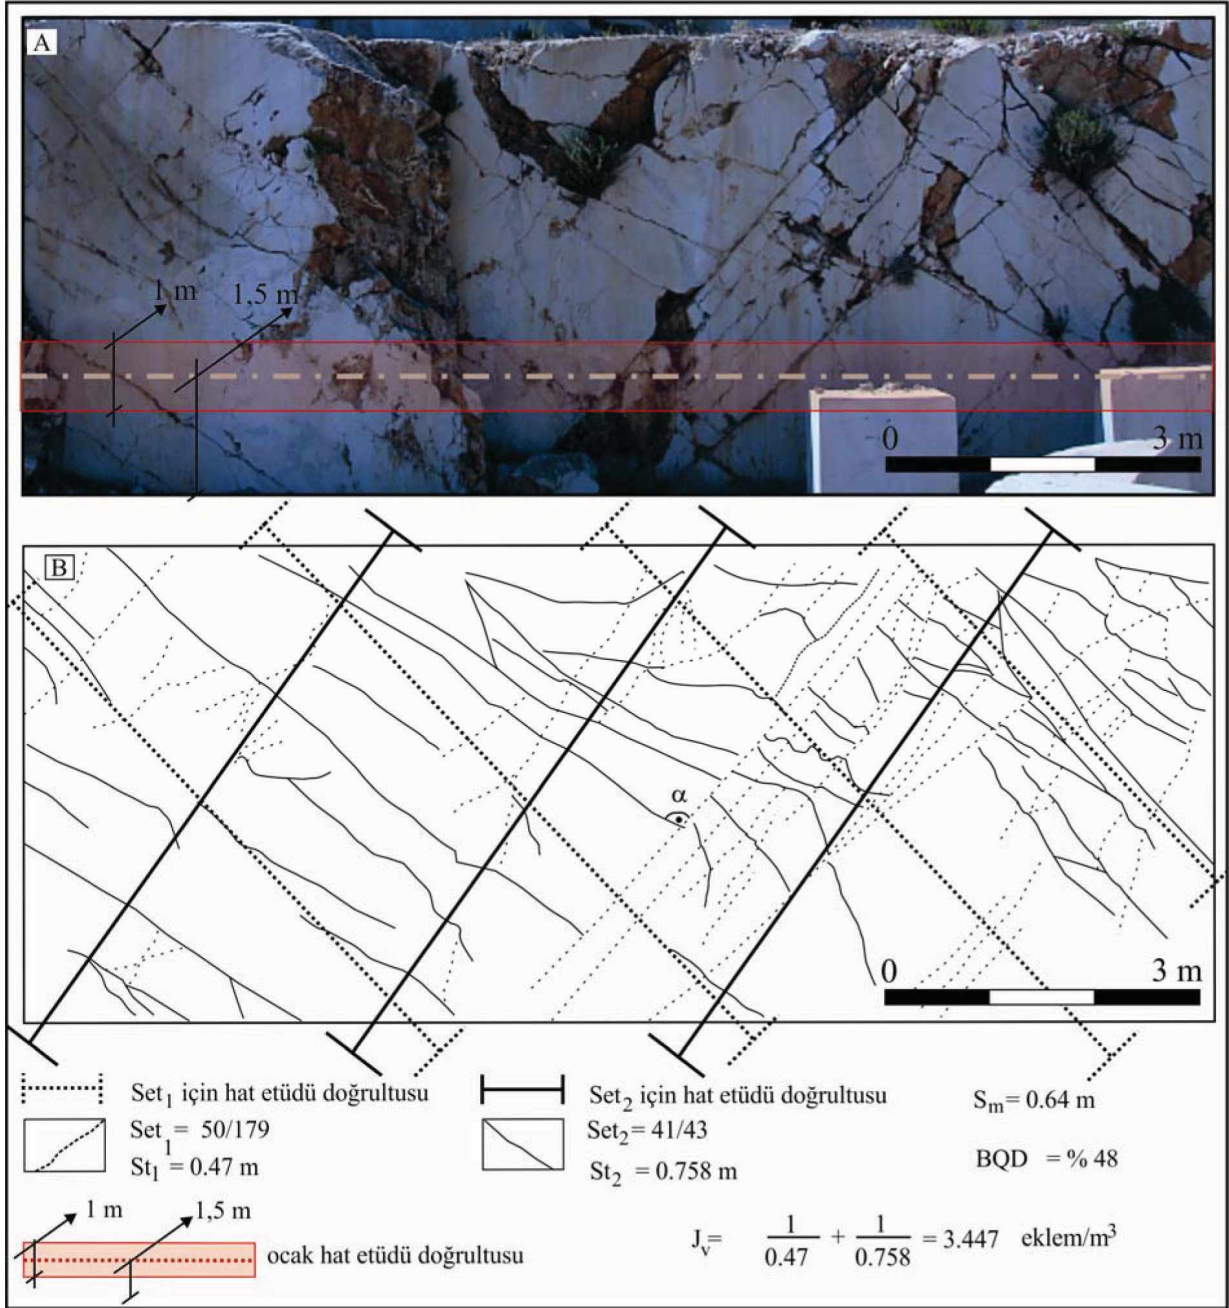 A
1 m
1,5 m
0 3 m
B
α
0 3 m
Set₁ için hat etüdü doğrultusu
Set₁ = 50/179
St₁ = 0.47 m
Set₂ için hat etüdü doğrultusu
Set₂ = 41/43
St₂ = 0.758 m
Sₘ = 0.64 m
BQD = % 48
1 m
1,5 m
ocak hat etüdü doğrultusu
Jᵥ= 1/0.47 + 1/0.758 = 3.447 eklem/m³